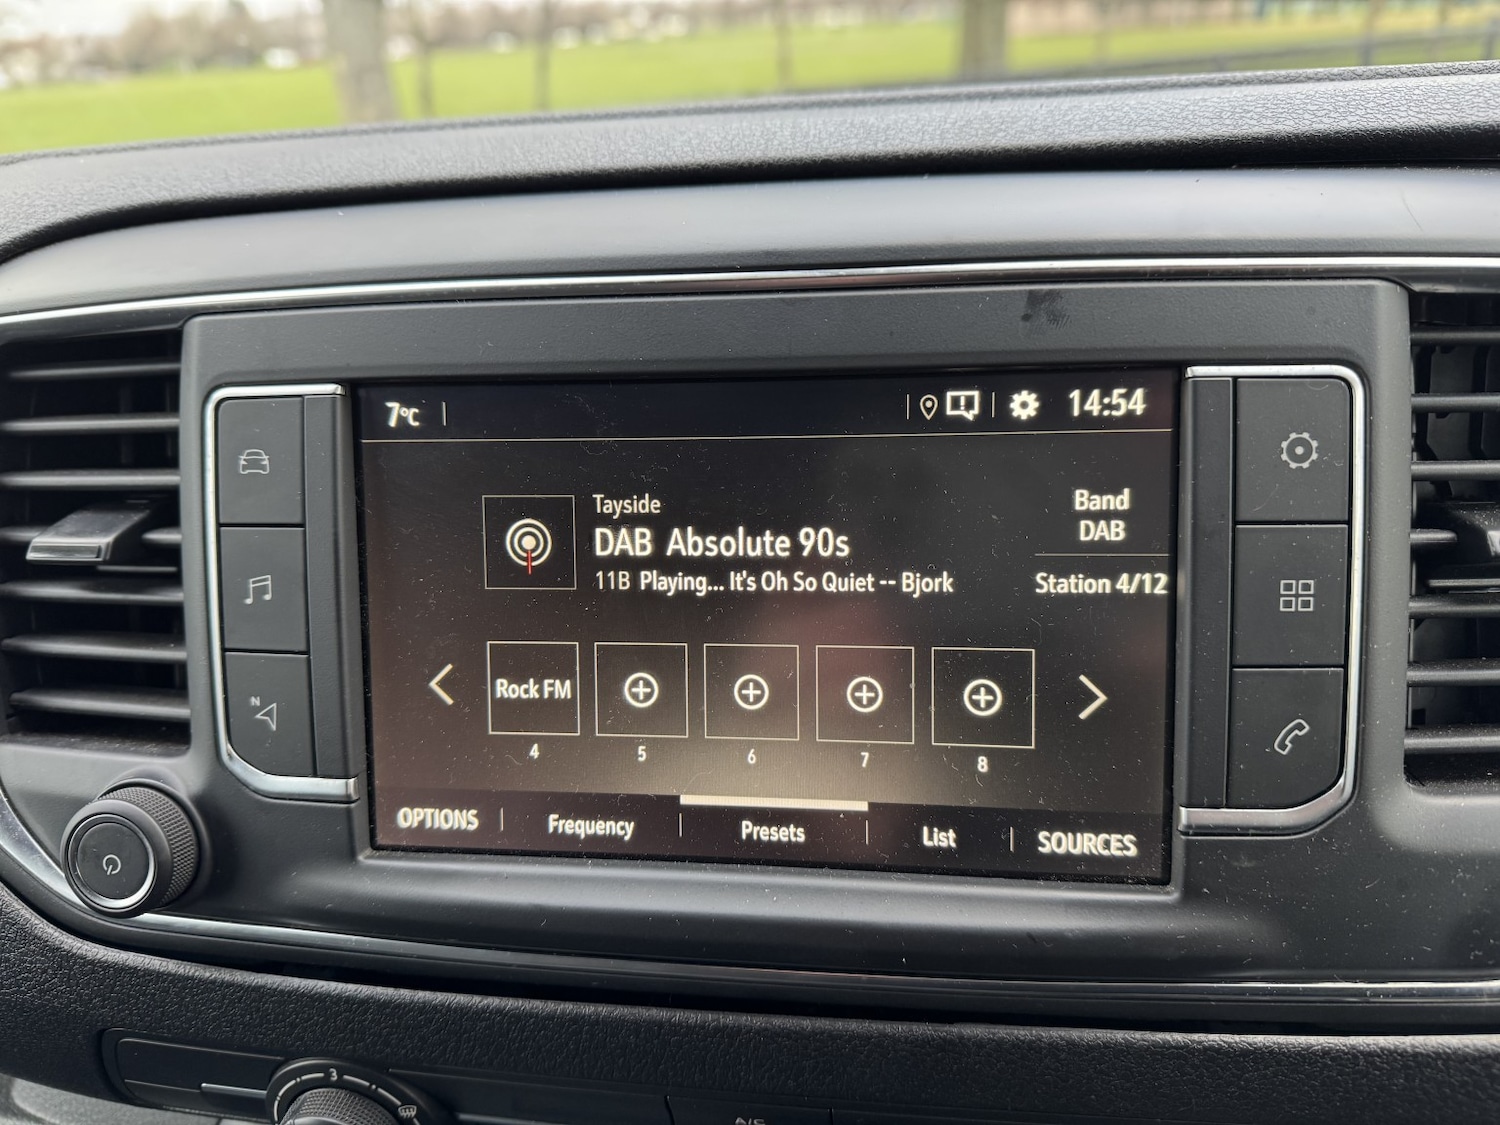 7°C
14:54
Tayside
DAB Absolute 90s
11B Playing... It's Oh So Quiet -- Bjork
Band
DAB
Station 4/12
Rock FM
4
5
6
7
8
OPTIONS
Frequency
Presets
List
SOURCES
N
3
A/C